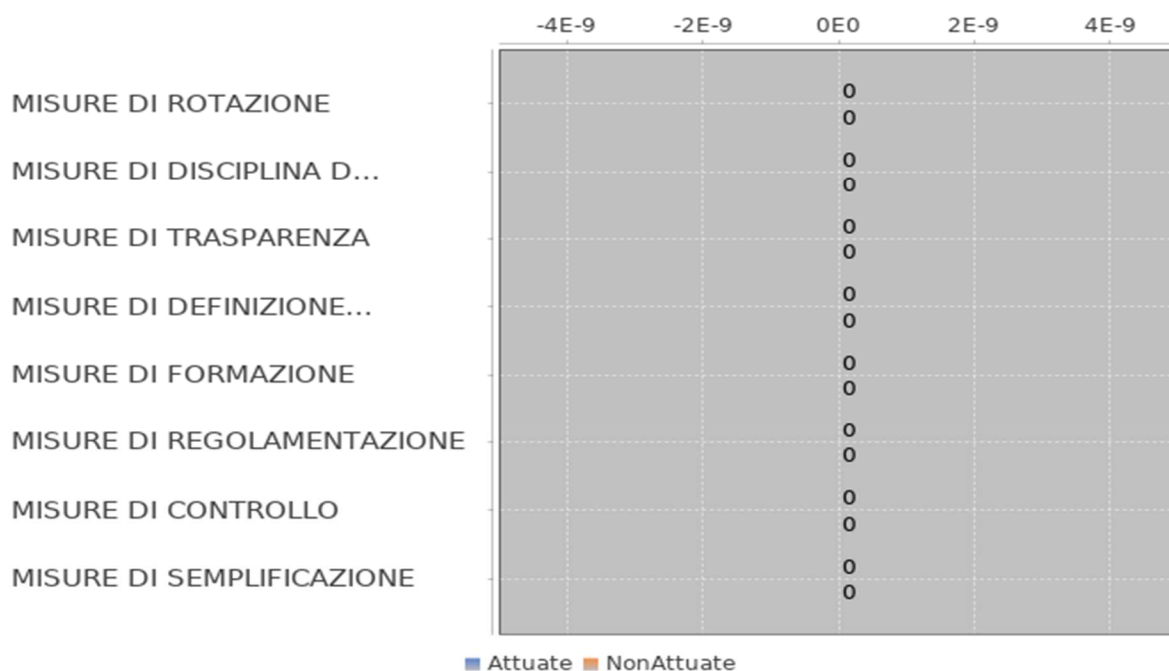 -4E-9 -2E-9 0E0 2E-9 4E-9
MISURE DI ROTAZIONE 0
0
MISURE DI DISCIPLINA D... 0
0
MISURE DI TRASPARENZA 0
0
MISURE DI DEFINIZIONE... 0
0
MISURE DI FORMAZIONE 0
0
MISURE DI REGOLAMENTAZIONE 0
0
MISURE DI CONTROLLO 0
0
MISURE DI SEMPLIFICAZIONE 0
0
Attuate NonAttuate